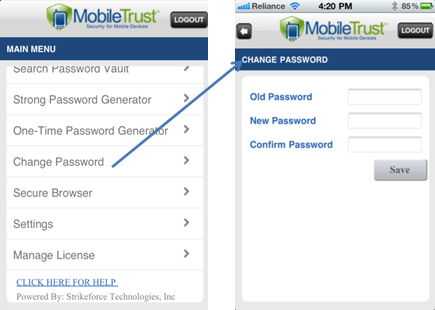 MobileTrust™
Security for Mobile Devices
LOGOUT
MAIN MENU
Search Password Vault
Strong Password Generator
One-Time Password Generator
Change Password
Secure Browser
Settings
Manage License
CLICK HERE FOR HELP
Powered By: Strikeforce Technologies, Inc
Reliance
4:20 PM
85%
MobileTrust™
Security for Mobile Devices
LOGOUT
CHANGE PASSWORD
Old Password
New Password
Confirm Password
Save